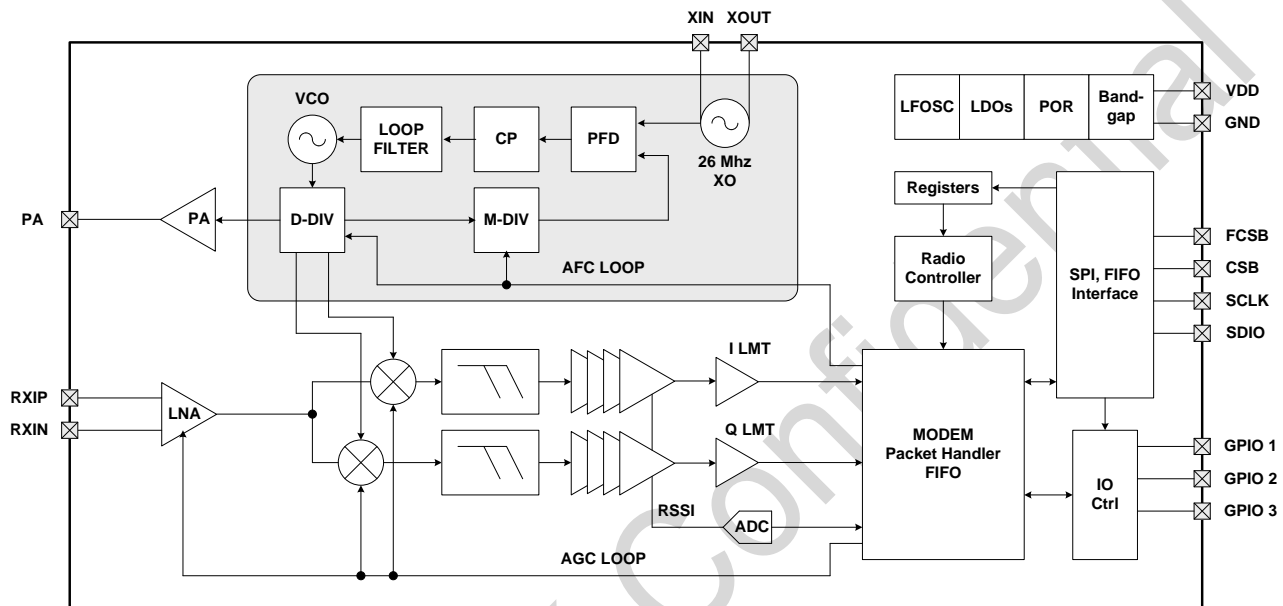 XIN XOUT
VCO
LOOP FILTER
CP
PFD
26 Mhz XO
LFOSC
LDOs
POR
Band-gap
VDD
GND
PA
PA
D-DIV
M-DIV
AFC LOOP
Registers
Radio Controller
SPI, FIFO Interface
FCSB
CSB
SCLK
SDIO
RXIP
RXIN
LNA
I LMT
Q LMT
RSSI
ADC
AGC LOOP
MODEM
Packet Handler
FIFO
IO Ctrl
GPIO 1
GPIO 2
GPIO 3
Confidential